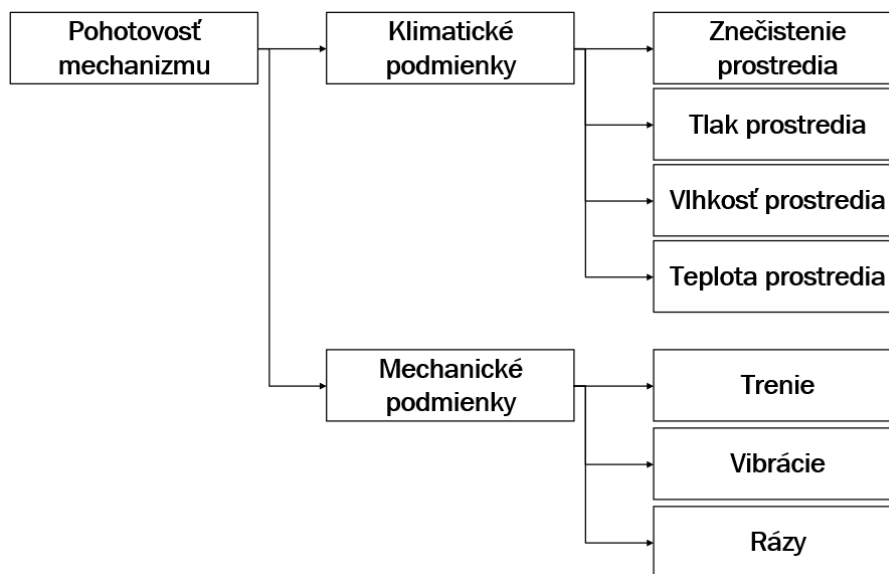 Pohotovosť
mechanizmu
Klimatické
podmienky
Znečistenie
prostredia
Tlak prostredia
Vlhkosť prostredia
Teplota prostredia
Mechanické
podmienky
Trenie
Vibrácie
Rázy